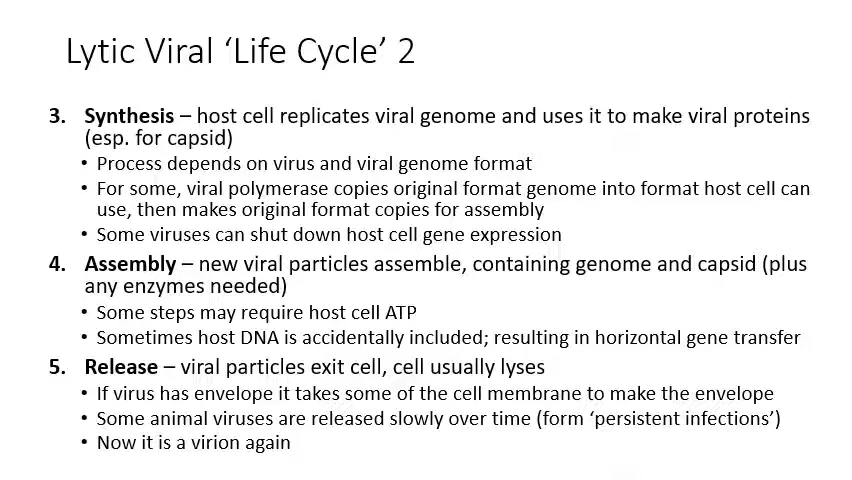 Lytic Viral ‘Life Cycle’ 2
3. Synthesis – host cell replicates viral genome and uses it to make viral proteins
(esp. for capsid)
• Process depends on virus and viral genome format
• For some, viral polymerase copies original format genome into format host cell can
use, then makes original format copies for assembly
• Some viruses can shut down host cell gene expression
4. Assembly – new viral particles assemble, containing genome and capsid (plus
any enzymes needed)
• Some steps may require host cell ATP
• Sometimes host DNA is accidentally included; resulting in horizontal gene transfer
5. Release – viral particles exit cell, cell usually lyses
• If virus has envelope it takes some of the cell membrane to make the envelope
• Some animal viruses are released slowly over time (form ‘persistent infections’)
• Now it is a virion again